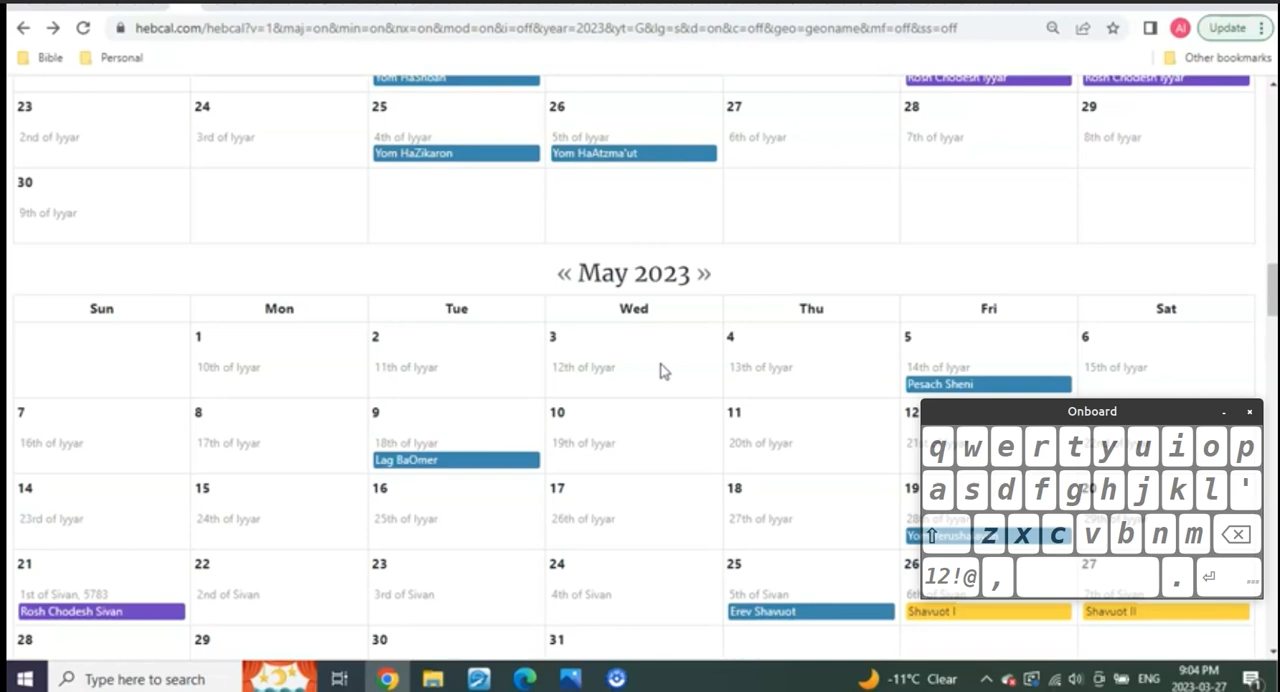 hebcal.com/hebcal?v=1&maj=on&min=on&nx=on&mod=on&i=off&year=2023&yt=G&lg=s&d=on&c=off&geo=geoname&mf=off&ss=off
AI Update
Bible Personal Other bookmarks
Yom HaShoah Rosh Chodesh Iyyar Rosh Chodesh Iyyar
23 24 25 26 27 28 29
2nd of Iyyar 3rd of Iyyar 4th of Iyyar 5th of Iyyar 6th of Iyyar 7th of Iyyar 8th of Iyyar
Yom HaZikaron Yom HaAtzma'ut
30
9th of Iyyar
« May 2023 »
Sun Mon Tue Wed Thu Fri Sat
1 2 3 4 5 6
10th of Iyyar 11th of Iyyar 12th of Iyyar 13th of Iyyar 14th of Iyyar 15th of Iyyar
Pesach Sheni
7 8 9 10 11 12
16th of Iyyar 17th of Iyyar 18th of Iyyar 19th of Iyyar 20th of Iyyar
Lag BaOmer
14 15 16 17 18 19 20
23rd of Iyyar 24th of Iyyar 25th of Iyyar 26th of Iyyar 27th of Iyyar
21 22 23 24 25 26 27
1st of Sivan, 5783 2nd of Sivan 3rd of Sivan 4th of Sivan 5th of Sivan
Rosh Chodesh Sivan Erev Shavuot Shavuot I Shavuot II
28 29 30 31
Onboard - ×
q w e r t y u i o p
a s d f g h j k l '
⇧ z x c v b n m
12!@ , . ...
Type here to search -11°C Clear ENG 9:04 PM
2023-03-27
1